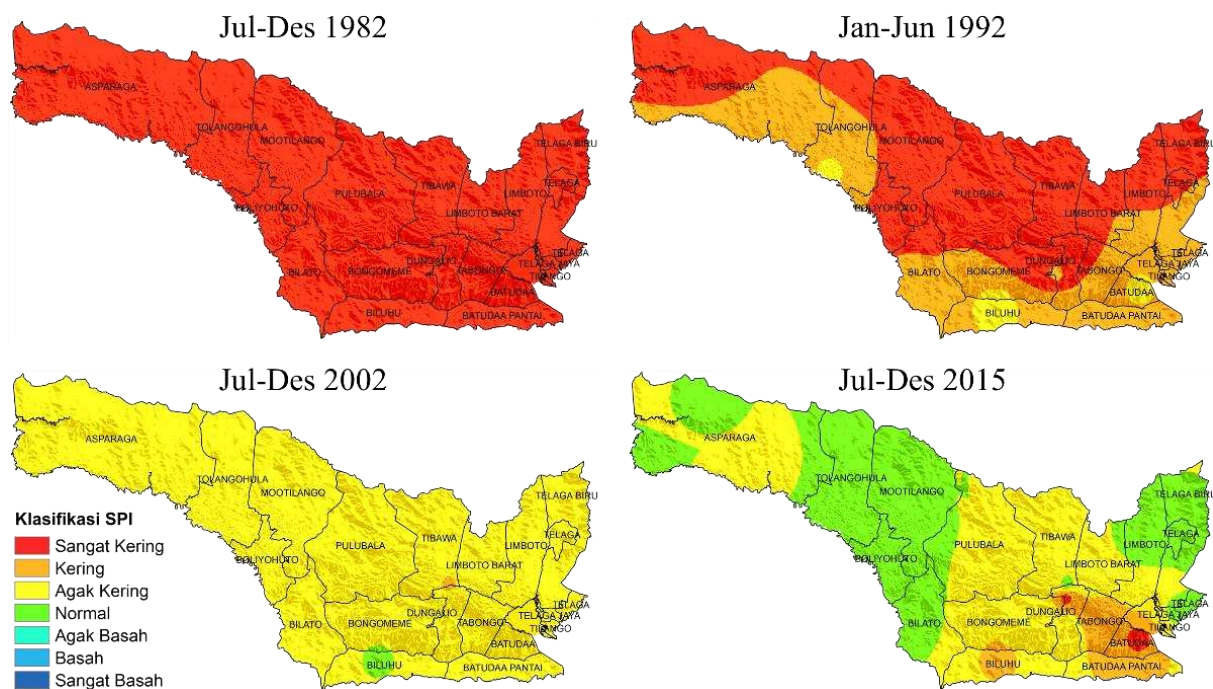 Jul-Des 1982
ASPARAGA
TOLANGOHULA
MOOTILANGO
TELAGA BIRU
TELAGA
PULUBALA
TIBAWA
LIMBOTO
BOLIYOHUTO
LIMBOTO BARAT
TELAGA
DUNGALIO
TELAGA JAYA
BILATO
BONGOMEME
TABONGO
TILANGO
BATUDAA
BILUHU
BATUDAA PANTAI
Jan-Jun 1992
ASPARAGA
TOLANGOHULA
MOOTILANGO
TELAGA BIRU
TELAGA
PULUBALA
TIBAWA
LIMBOTO
BOLIYOHUTO
LIMBOTO BARAT
TELAGA
DUNGALIO
TELAGA JAYA
BILATO
BONGOMEME
TABONGO
TILANGO
BATUDAA
BILUHU
BATUDAA PANTAI
Jul-Des 2002
ASPARAGA
TOLANGOHULA
MOOTILANGO
TELAGA BIRU
TELAGA
PULUBALA
TIBAWA
LIMBOTO
BOLIYOHUTO
LIMBOTO BARAT
TELAGA
DUNGALIO
TELAGA JAYA
BILATO
BONGOMEME
TABONGO
TILANGO
BATUDAA
BILUHU
BATUDAA PANTAI
Klasifikasi SPI
Sangat Kering
Kering
Agak Kering
Normal
Agak Basah
Basah
Sangat Basah
Jul-Des 2015
ASPARAGA
TOLANGOHULA
MOOTILANGO
TELAGA BIRU
TELAGA
PULUBALA
TIBAWA
LIMBOTO
BOLIYOHUTO
LIMBOTO BARAT
TELAGA
DUNGALIO
TELAGA JAYA
BILATO
BONGOMEME
TABONGO
TILANGO
BATUDAA
BILUHU
BATUDAA PANTAI